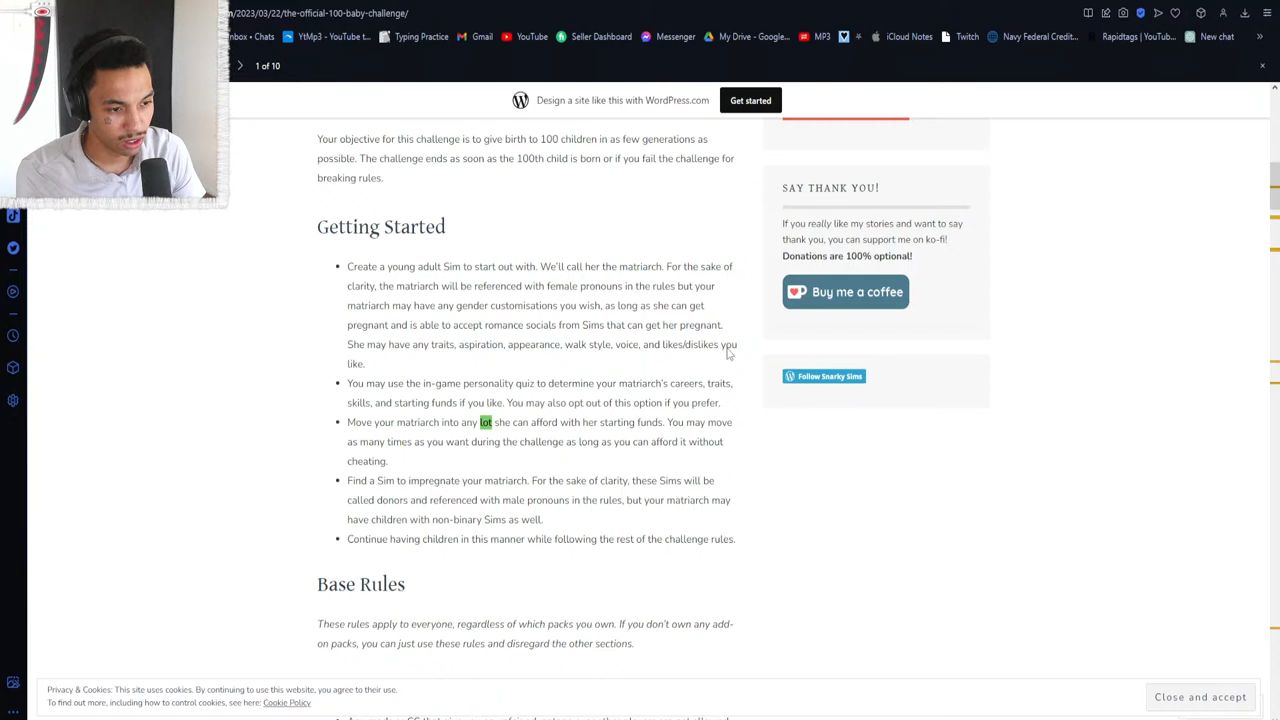 n/2023/03/22/the-official-100-baby-challenge/
nbox • Chats
YtMp3 - YouTube t...
Typing Practice
Gmail
YouTube
Seller Dashboard
Messenger
My Drive - Google...
MP3
iCloud Notes
Twitch
Navy Federal Credit...
Rapidtags | YouTub...
New chat
1 of 10
Design a site like this with WordPress.com
Get started
Your objective for this challenge is to give birth to 100 children in as few generations as
possible. The challenge ends as soon as the 100th child is born or if you fail the challenge for
breaking rules.
Getting Started
Create a young adult Sim to start out with. We'll call her the matriarch. For the sake of
clarity, the matriarch will be referenced with female pronouns in the rules but your
matriarch may have any gender customisations you wish, as long as she can get
pregnant and is able to accept romance socials from Sims that can get her pregnant.
She may have any traits, aspiration, appearance, walk style, voice, and likes/dislikes you
like.
You may use the in-game personality quiz to determine your matriarch's careers, traits,
skills, and starting funds if you like. You may also opt out of this option if you prefer.
Move your matriarch into any lot she can afford with her starting funds. You may move
as many times as you want during the challenge as long as you can afford it without
cheating.
Find a Sim to impregnate your matriarch. For the sake of clarity, these Sims will be
called donors and referenced with male pronouns in the rules, but your matriarch may
have children with non-binary Sims as well.
Continue having children in this manner while following the rest of the challenge rules.
Base Rules
These rules apply to everyone, regardless of which packs you own. If you don't own any add-
on packs, you can just use these rules and disregard the other sections.
SAY THANK YOU!
If you really like my stories and want to say
thank you, you can support me on ko-fi!
Donations are 100% optional!
Buy me a coffee
Follow Snarky Sims
Privacy & Cookies: This site uses cookies. By continuing to use this website, you agree to their use.
To find out more, including how to control cookies, see here: Cookie Policy
Close and accept